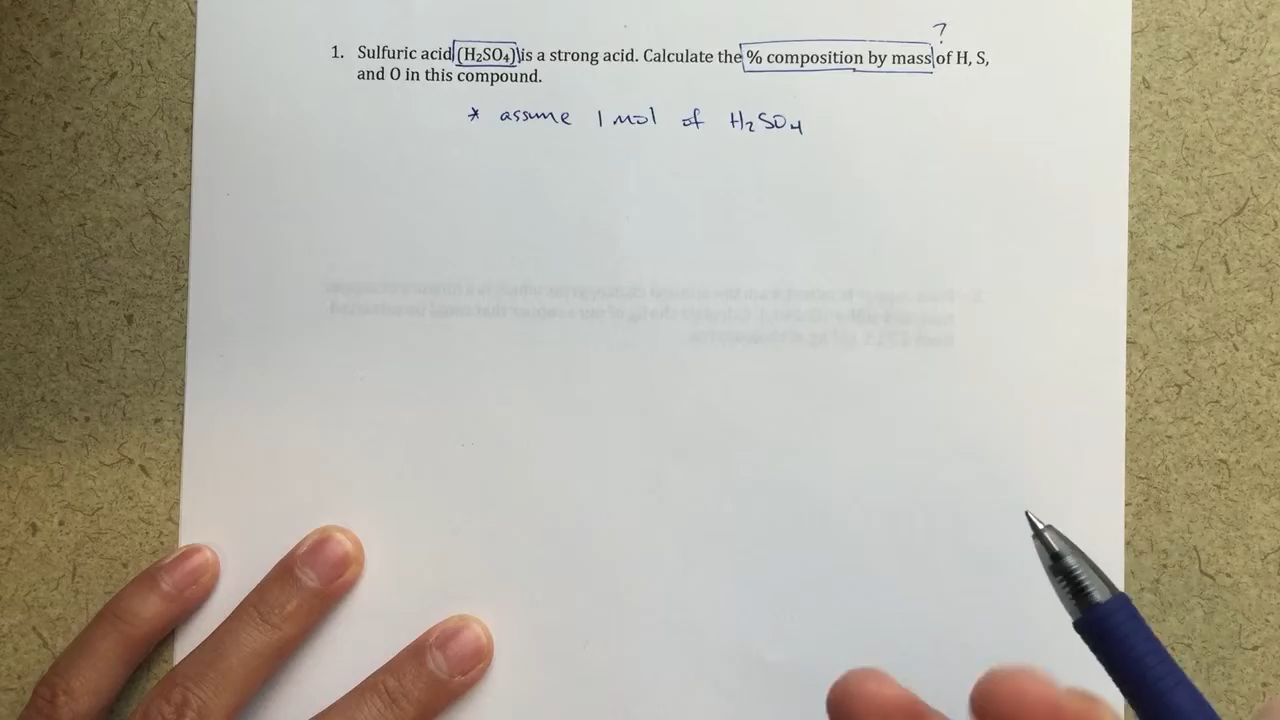 ?
1. Sulfuric acid (H₂SO₄) is a strong acid. Calculate the % composition by mass of H, S,
and O in this compound.
* assume 1 mol of H₂SO₄